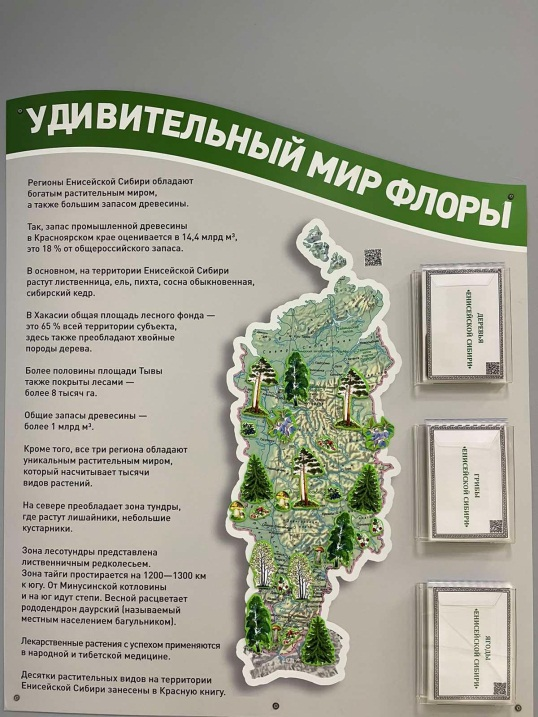 УДИВИТЕЛЬНЫЙ МИР ФЛОРЫ
Регионы Енисейской Сибири обладают
богатым растительным миром,
а также большим запасом древесины.
Так, запас промышленной древесины
в Красноярском крае оценивается в 14,4 млрд м³,
это 18 % от общероссийского запаса.
В основном, на территории Енисейской Сибири
растут лиственница, ель, пихта, сосна обыкновенная,
сибирский кедр.
В Хакасии общая площадь лесного фонда —
это 65 % всей территории субъекта,
здесь также преобладают хвойные
породы дерева.
Более половины площади Тывы
также покрыты лесами —
более 8 тысяч га.
Общие запасы древесины —
более 1 млрд м³.
Кроме того, все три региона обладают
уникальным растительным миром,
который насчитывает тысячи
видов растений.
На севере преобладает зона тундры,
где растут лишайники, небольшие
кустарники.
Зона лесотундры представлена
лиственничным редколесьем.
Зона тайги простирается на 1200—1300 км
к югу. От Минусинской котловины
и на юг идут степи. Весной расцветает
рододендрон даурский (называемый
местным населением багульником).
Лекарственные растения с успехом применяются
в народной и тибетской медицине.
Десятки растительных видов на территории
Енисейской Сибири занесены в Красную книгу.
ДЕРЕВЬЯ
«ЕНИСЕЙСКОЙ СИБИРИ»
ГРИБЫ
«ЕНИСЕЙСКОЙ СИБИРИ»
ЯГОДЫ
«ЕНИСЕЙСКОЙ СИБИРИ»